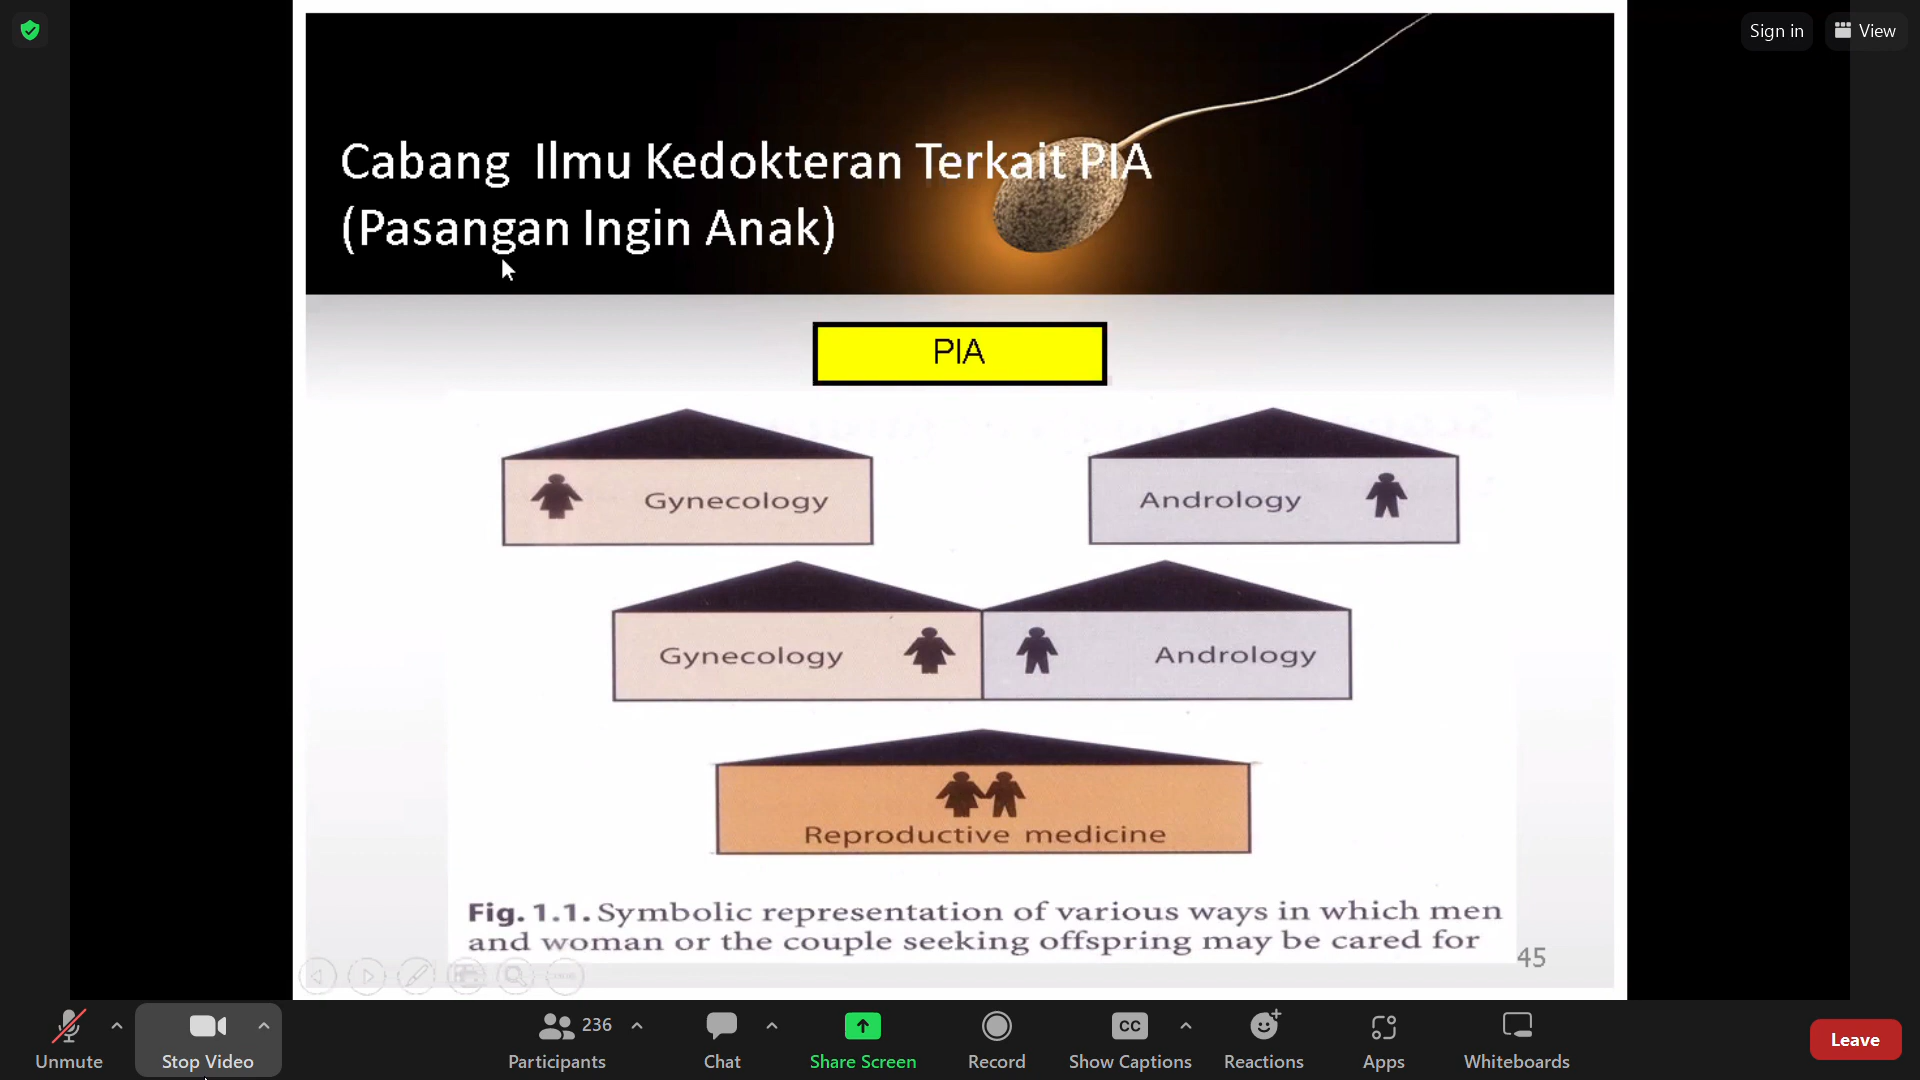 Sign in
View
Cabang Ilmu Kedokteran Terkait PIA
(Pasangan Ingin Anak)
PIA
Gynecology
Andrology
Gynecology
Andrology
Reproductive medicine
Fig. 1.1. Symbolic representation of various ways in which men
and woman or the couple seeking offspring may be cared for
45
Unmute
Stop Video
236
Participants
Chat
Share Screen
Record
CC
Show Captions
Reactions
Apps
Whiteboards
Leave